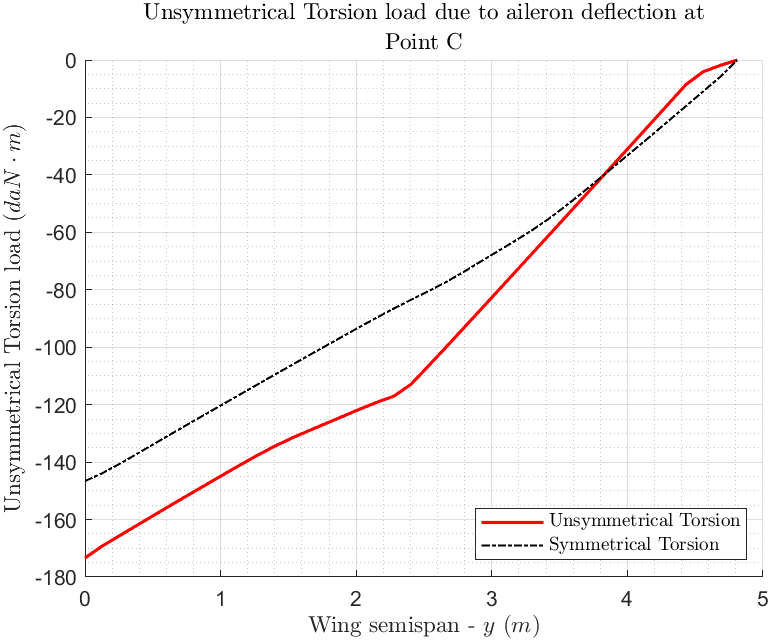 Unsymmetrical Torsion load due to aileron deflection at
Point C
Unsymmetrical Torsion load (daN · m)
0
-20
-40
-60
-80
-100
-120
-140
-160
-180
0 1 2 3 4 5
Wing semispan - y (m)
Unsymmetrical Torsion
Symmetrical Torsion